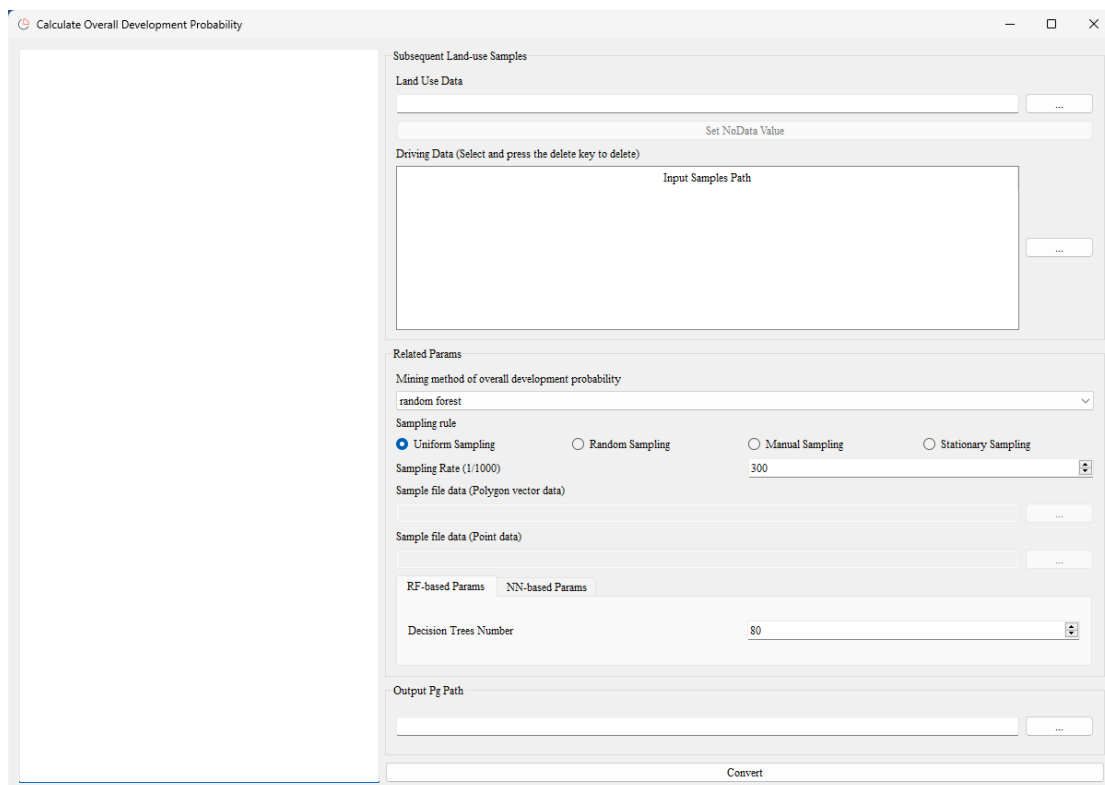 Calculate Overall Development Probability
Subsequent Land-use Samples
Land Use Data
...
Set NoData Value
Driving Data (Select and press the delete key to delete)
Input Samples Path
...
Related Params
Mining method of overall development probability
random forest
Sampling rule
Uniform Sampling Random Sampling Manual Sampling Stationary Sampling
Sampling Rate (1/1000) 300
Sample file data (Polygon vector data)
...
Sample file data (Point data)
...
RF-based Params NN-based Params
Decision Trees Number 80
Output Pg Path
...
Convert